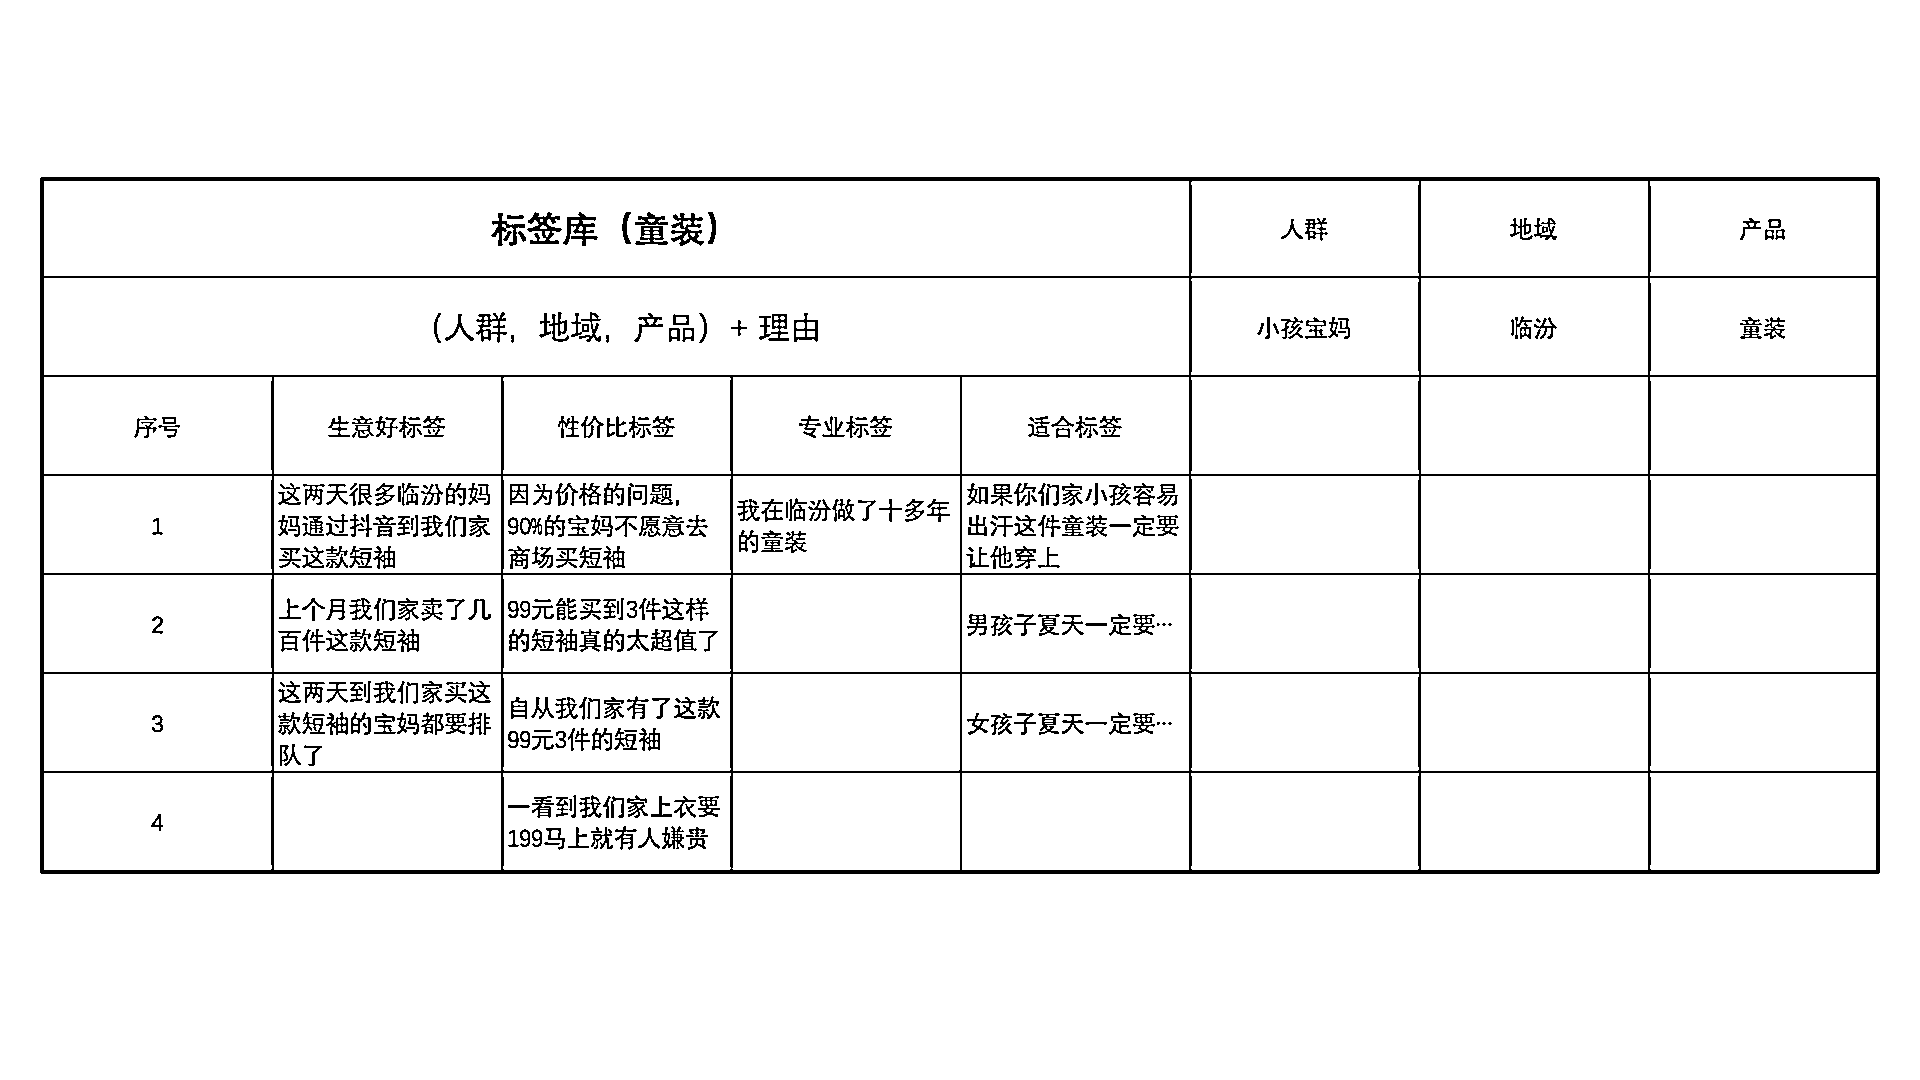 标签库（童装）
人群
地域
产品
（人群，地域，产品）+ 理由
小孩宝妈
临汾
童装
序号
生意好标签
性价比标签
专业标签
适合标签
1
这两天很多临汾的妈
妈通过抖音到我们家
买这款短袖
因为价格的问题，
90%的宝妈不愿意去
商场买短袖
我在临汾做了十多年
的童装
如果你们家小孩容易
出汗这件童装一定要
让他穿上
2
上个月我们家卖了几
百件这款短袖
99元能买到3件这样
的短袖真的太超值了
男孩子夏天一定要…
3
这两天到我们家买这
款短袖的宝妈都要排
队了
自从我们家有了这款
99元3件的短袖
女孩子夏天一定要…
4
一看到我们家上衣要
199马上就有人嫌贵